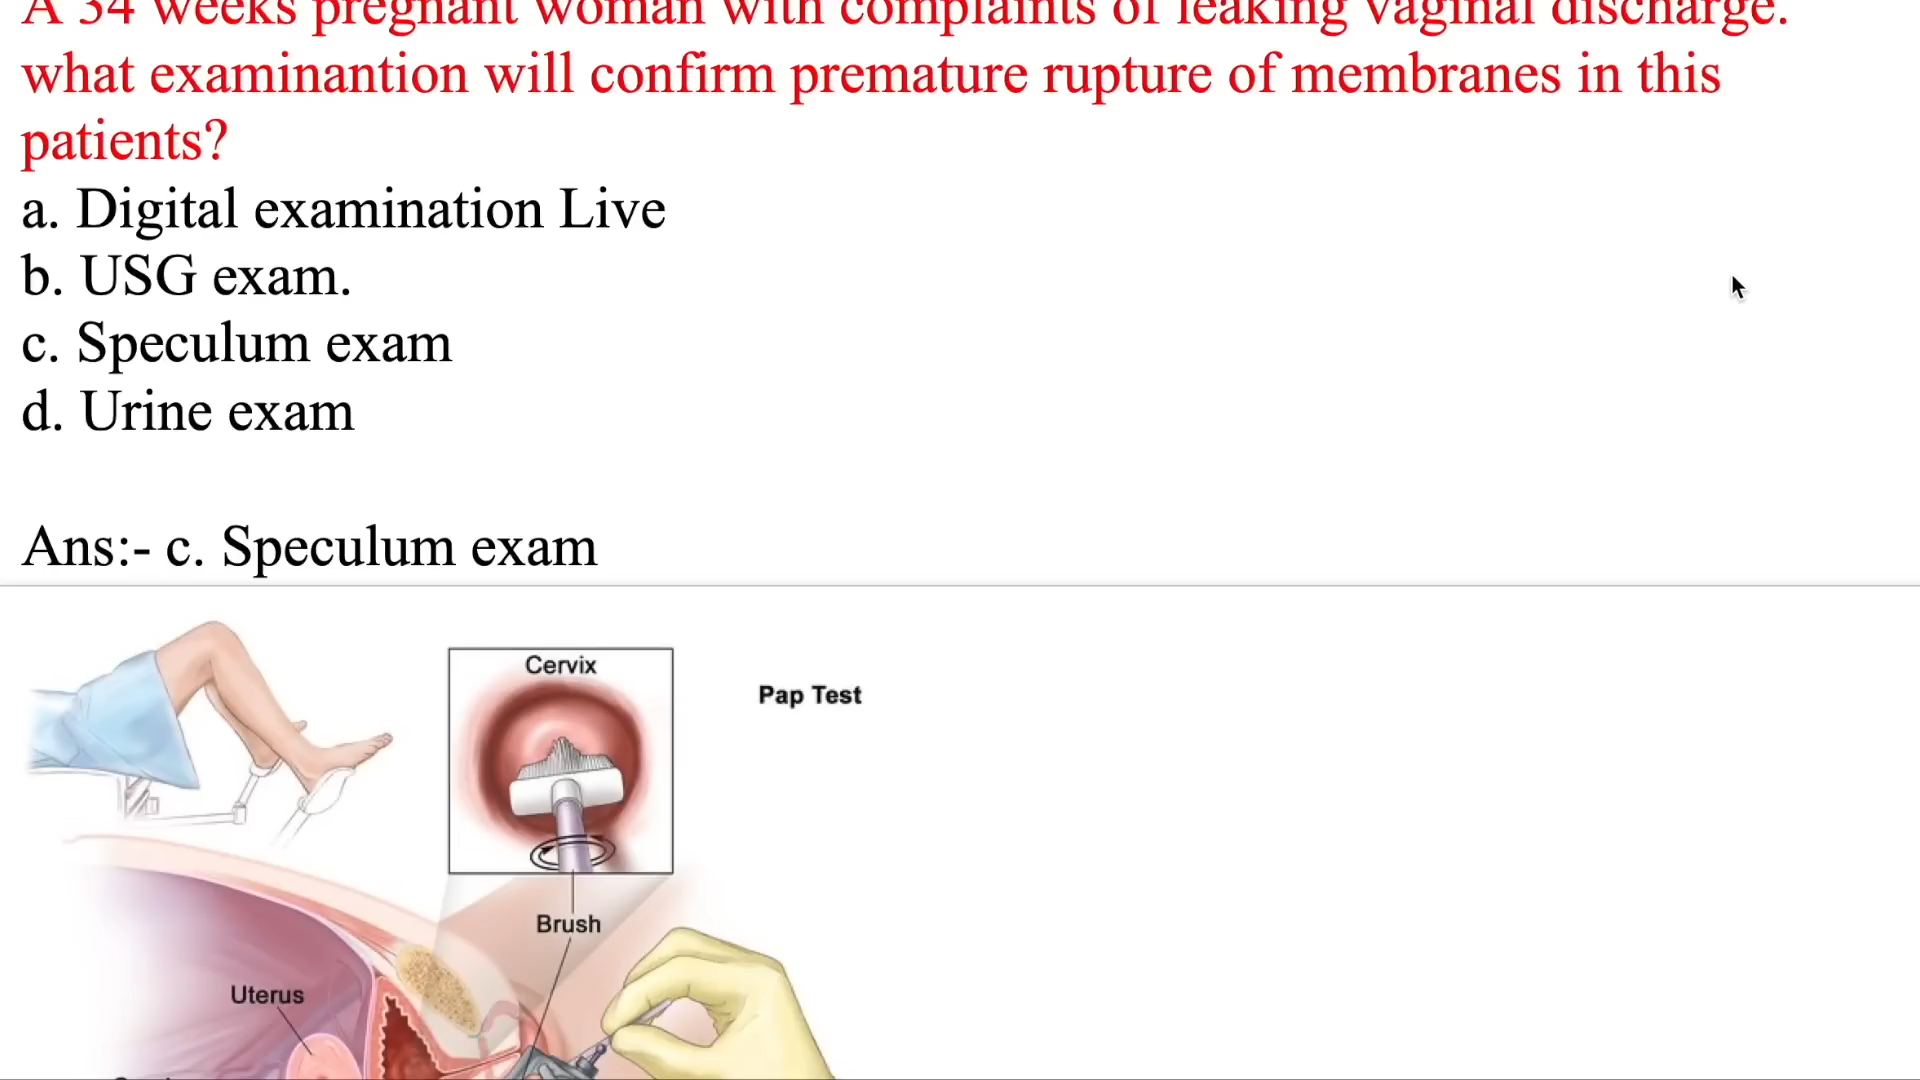 A 34 weeks pregnant woman with complaints of leaking vaginal discharge.
what examinantion will confirm premature rupture of membranes in this
patients?
a. Digital examination Live
b. USG exam.
c. Speculum exam
d. Urine exam
Ans:- c. Speculum exam
Cervix
Pap Test
Brush
Uterus